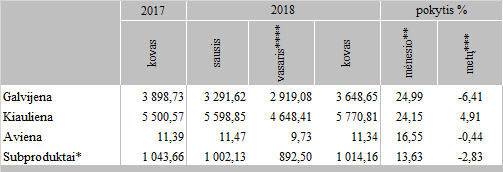 2017 2018 pokytis %
kovas sausis vasaris**** kovas mėnesio** metų***
Galvijena 3 898,73 3 291,62 2 919,08 3 648,65 24,99 -6,41
Kiauliena 5 500,57 5 598,85 4 648,41 5 770,81 24,15 4,91
Aviena 11,39 11,47 9,73 11,34 16,55 -0,44
Subproduktai* 1 043,66 1 002,13 892,50 1 014,16 13,63 -2,83